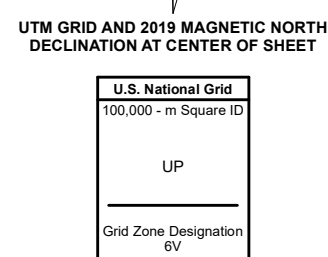 UTM GRID AND 2019 MAGNETIC NORTH
DECLINATION AT CENTER OF SHEET
U.S. National Grid
100,000 - m Square ID
UP
Grid Zone Designation
6V